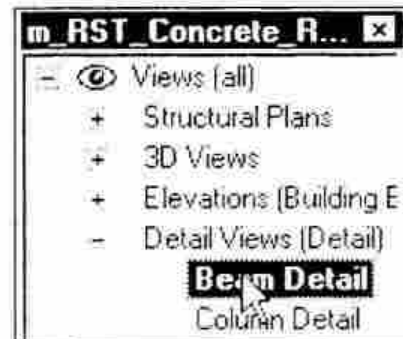 m_RST_Concrete_R... ×
− Views (all)
+ Structural Plans
+ 3D Views
+ Elevations (Building E
− Detail Views (Detail)
Beam Detail
Column Detail